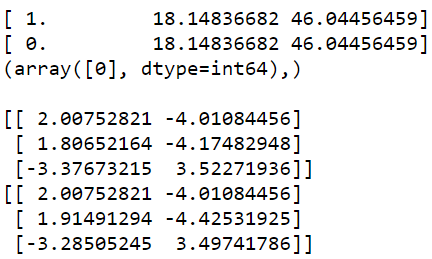 [ 1.         18.14836682 46.04456459]
[ 0.         18.14836682 46.04456459]
(array([0], dtype=int64),)

[[ 2.00752821 -4.01084456]
 [ 1.80652164 -4.17482948]
 [-3.37673215  3.52271936]]
[[ 2.00752821 -4.01084456]
 [ 1.91491294 -4.42531925]
 [-3.28505245  3.49741786]]